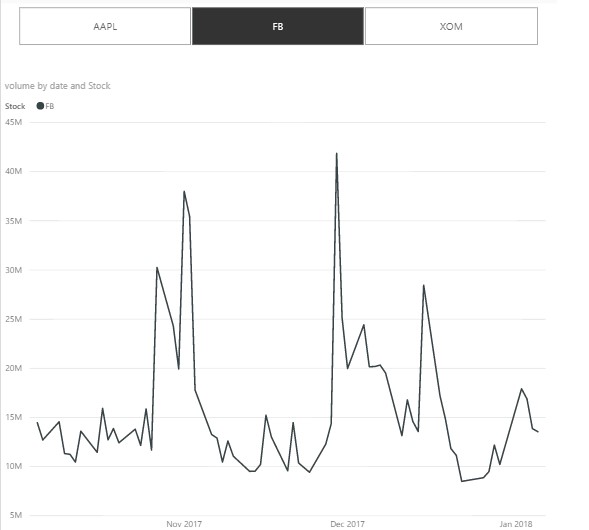 AAPL FB XOM
volume by date and Stock
Stock FB
45M
40M
35M
30M
25M
20M
15M
10M
5M
Nov 2017 Dec 2017 Jan 2018